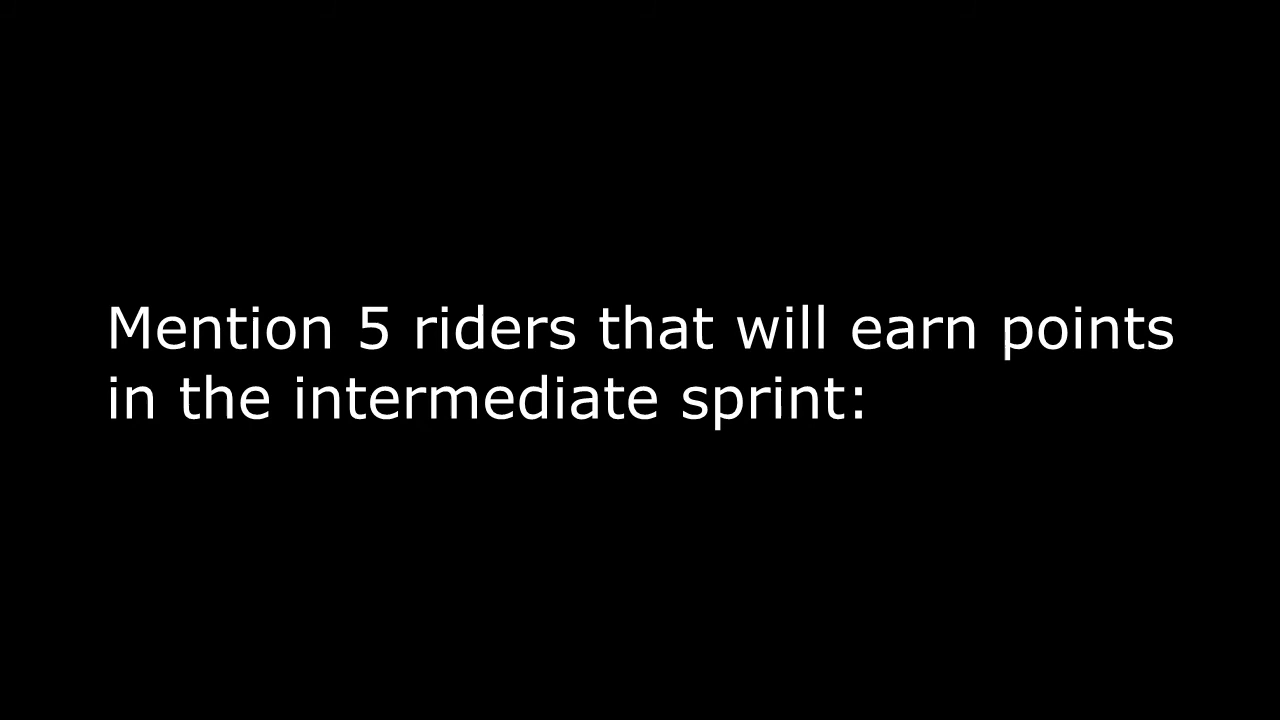 Mention 5 riders that will earn points
in the intermediate sprint: